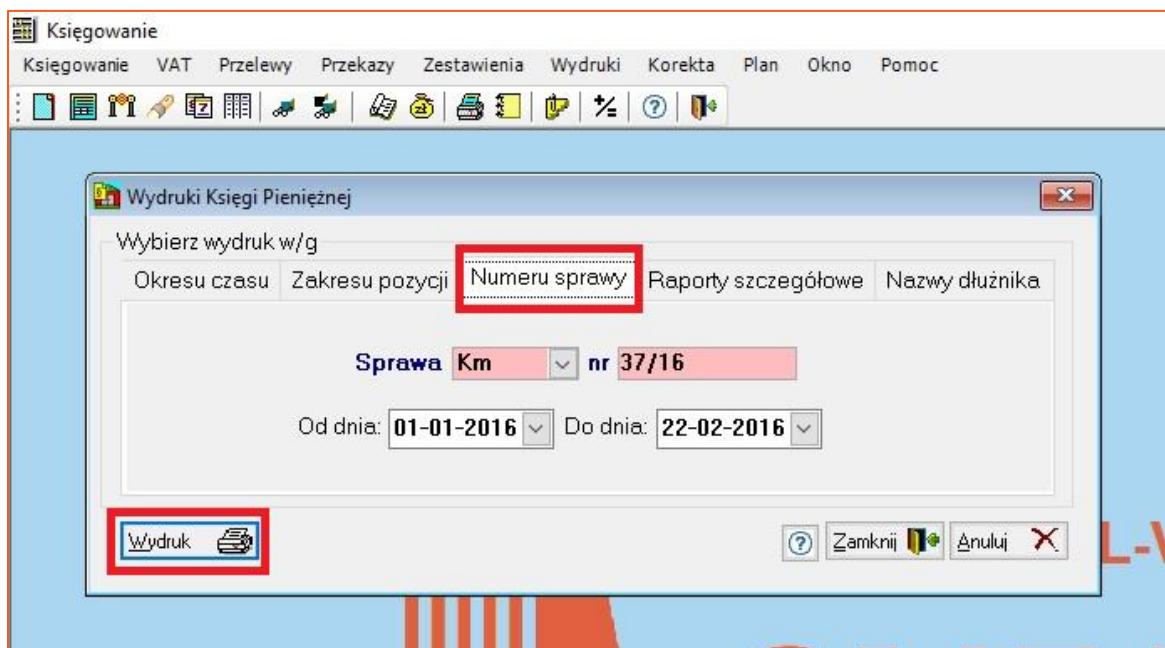 Księgowanie
Księgowanie VAT Przelewy Przekazy Zestawienia Wydruki Korekta Plan Okno Pomoc
Wydruki Księgi Pieniężnej
Wybierz wydruk w/g
Okresu czasu Zakresu pozycji Numeru sprawy Raporty szczegółowe Nazwy dłużnika
Sprawa Km nr 37/16
Od dnia: 01-01-2016 Do dnia: 22-02-2016
Wydruk Zamknij Anuluj